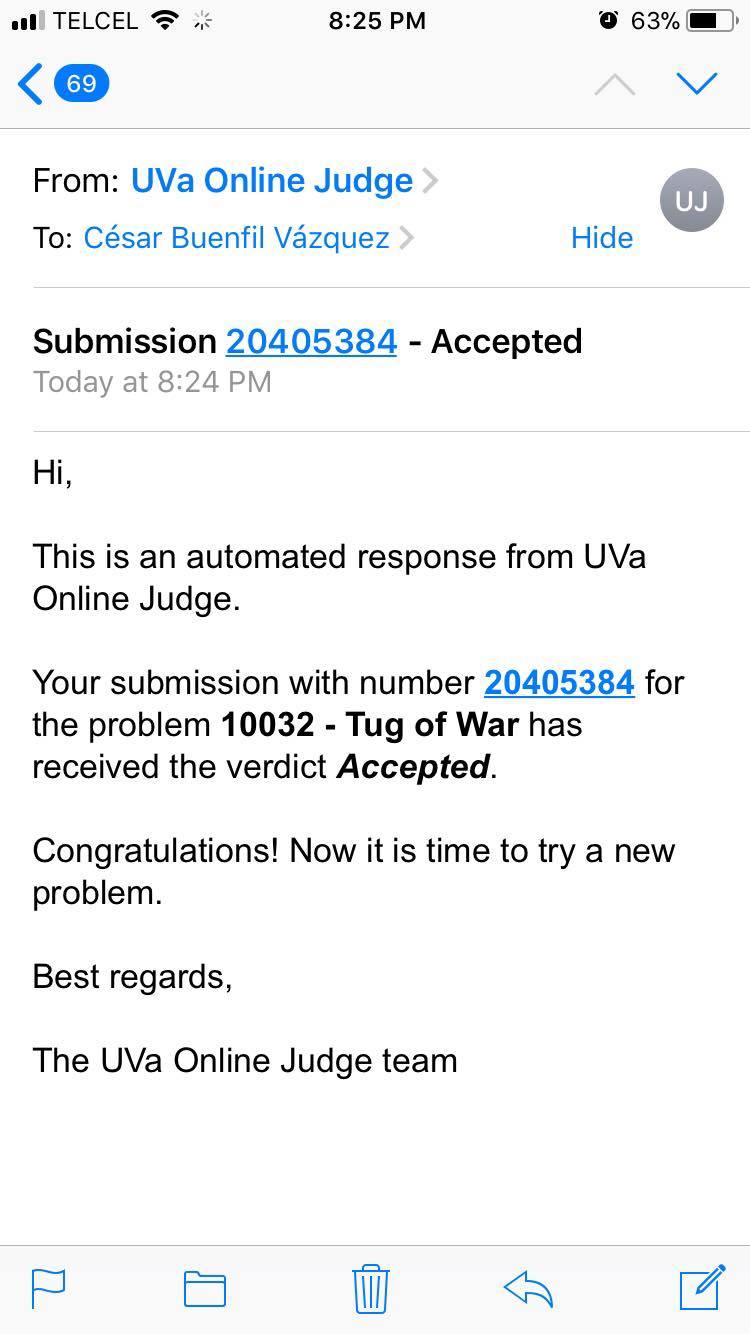 TELCEL 8:25 PM 63%
69
From: UVa Online Judge
UJ
To: César Buenfil Vázquez Hide
Submission 20405384 - Accepted
Today at 8:24 PM
Hi,
This is an automated response from UVa
Online Judge.
Your submission with number 20405384 for
the problem 10032 - Tug of War has
received the verdict Accepted.
Congratulations! Now it is time to try a new
problem.
Best regards,
The UVa Online Judge team